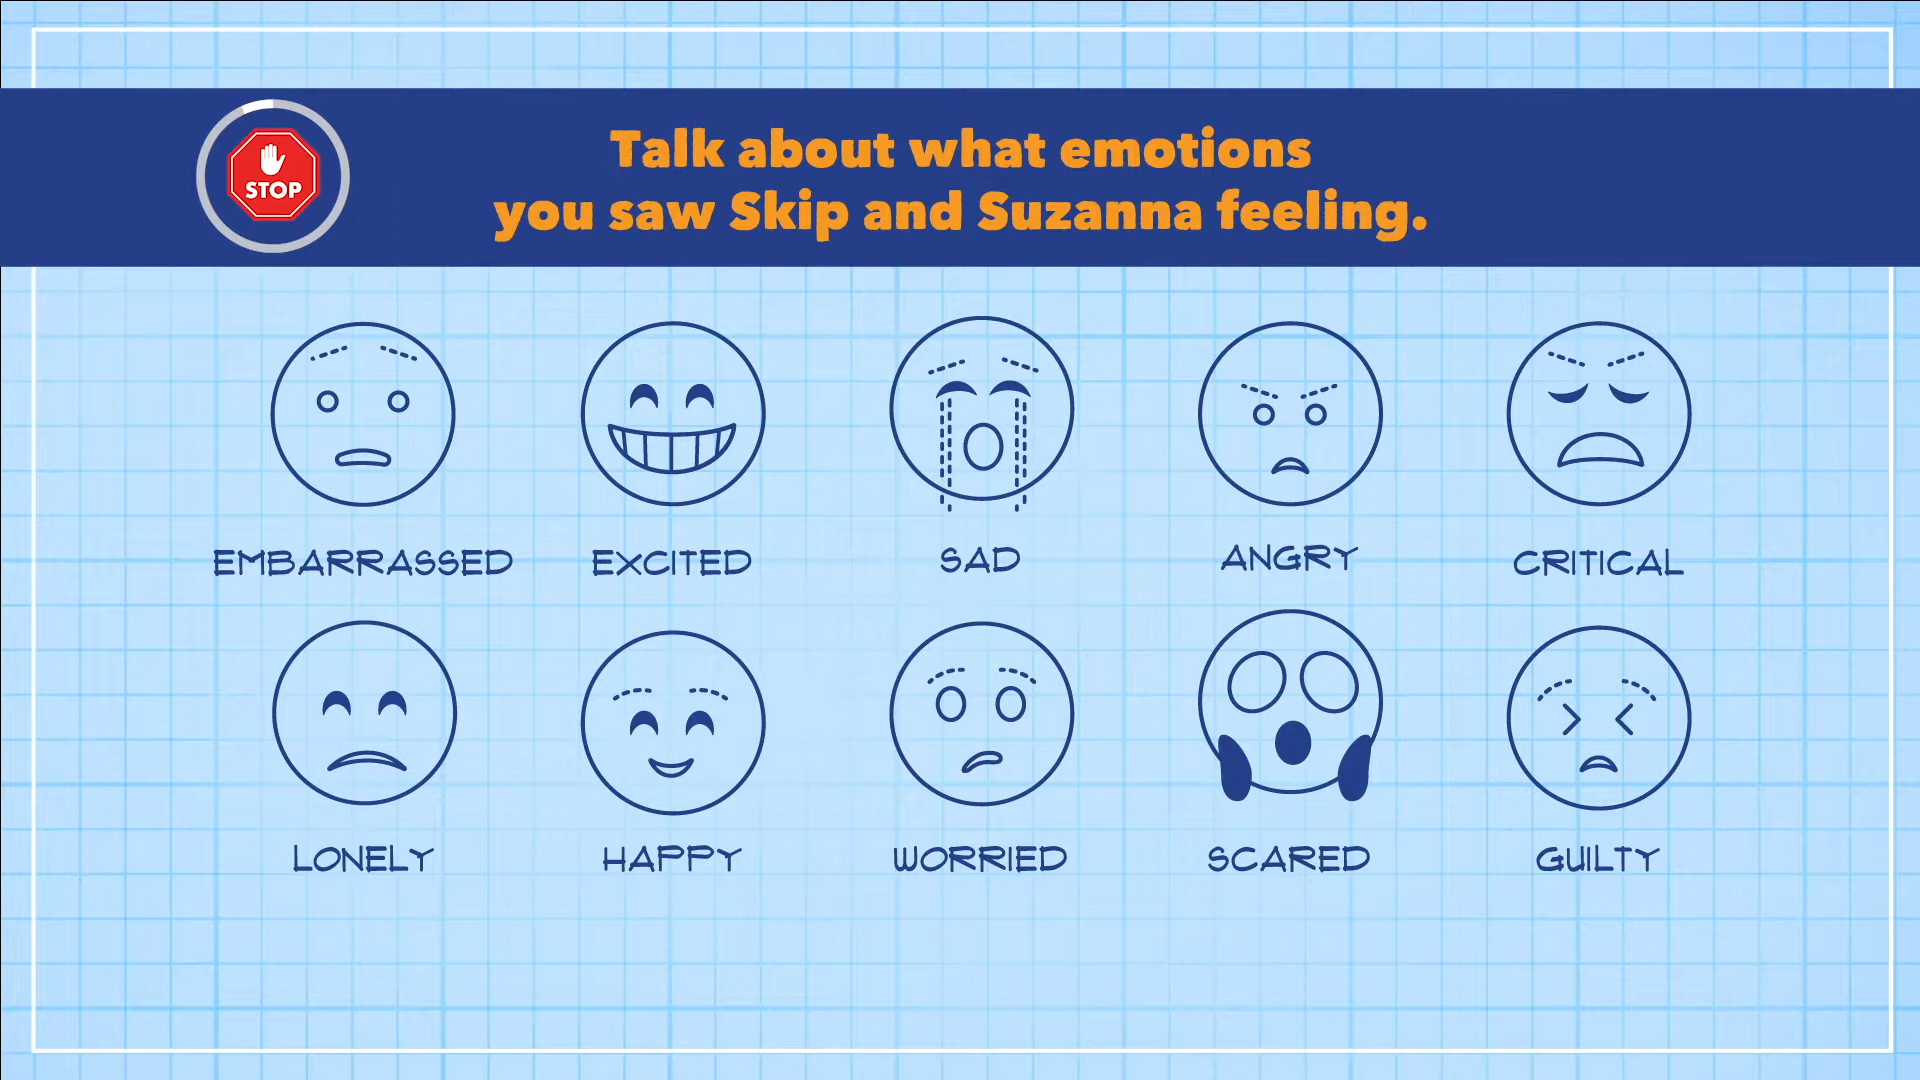 STOP
Talk about what emotions
you saw Skip and Suzanna feeling.
EMBARRASSED EXCITED SAD ANGRY CRITICAL
LONELY HAPPY WORRIED SCARED GUILTY